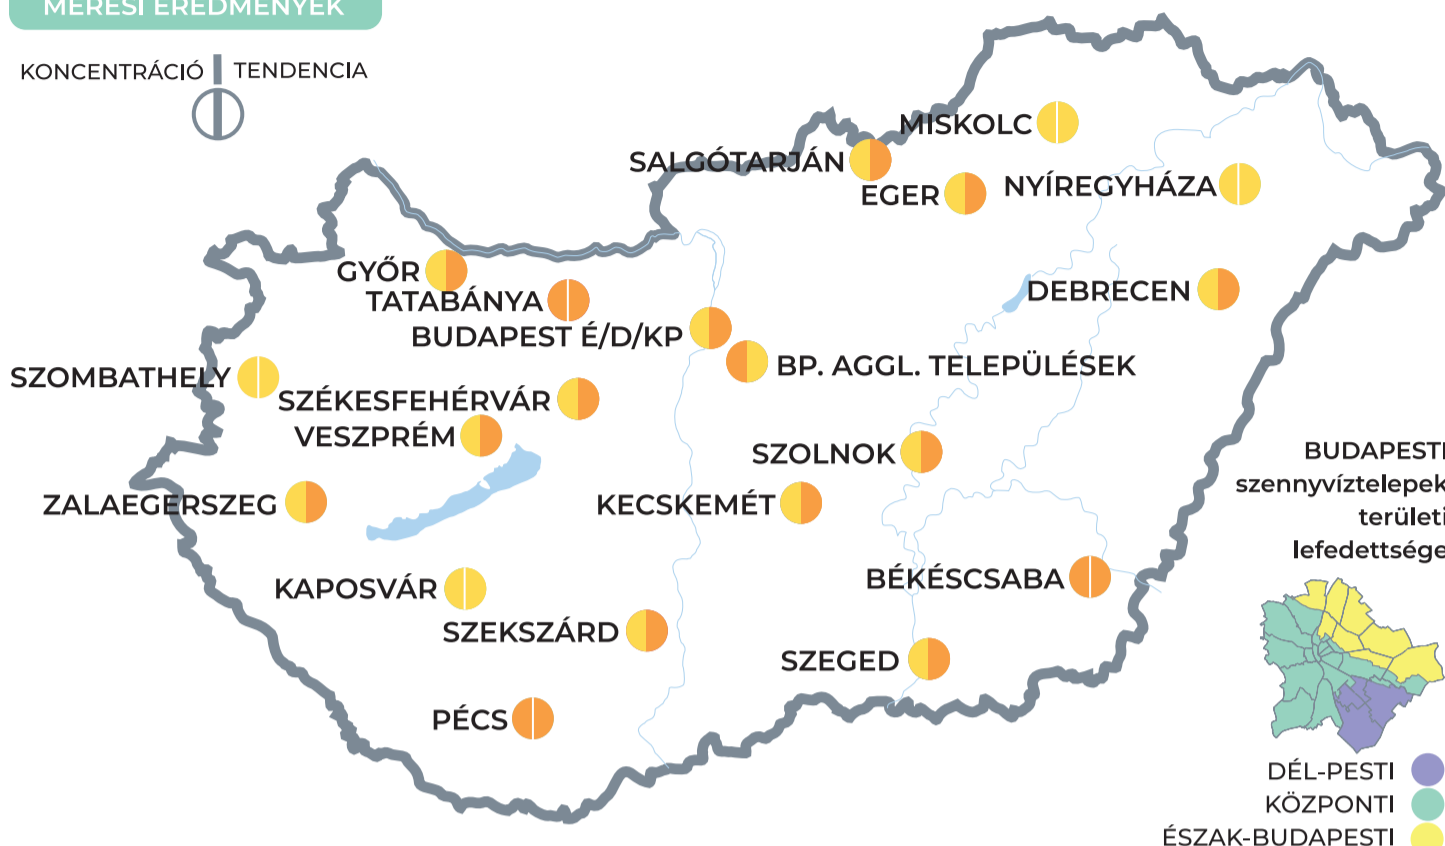 MÉRÉSI EREDMÉNYEK
KONCENTRÁCIÓ TENDENCIA
MISKOLC
SALGÓTARJÁN
EGER
NYÍREGYHÁZA
GYŐR
TATABÁNYA
DEBRECEN
BUDAPEST É/D/KP
BP. AGGL. TELEPÜLÉSEK
SZOMBATHELY
SZÉKESFEHÉRVÁR
VESZPRÉM
SZOLNOK
ZALAEGERSZEG
KECSKEMÉT
BÉKÉSCSABA
KAPOSVÁR
SZEKSZÁRD
SZEGED
PÉCS
BUDAPESTI
szennyvíztelepek
területi
lefedettsége
DÉL-PESTI
KÖZPONTI
ÉSZAK-BUDAPESTI